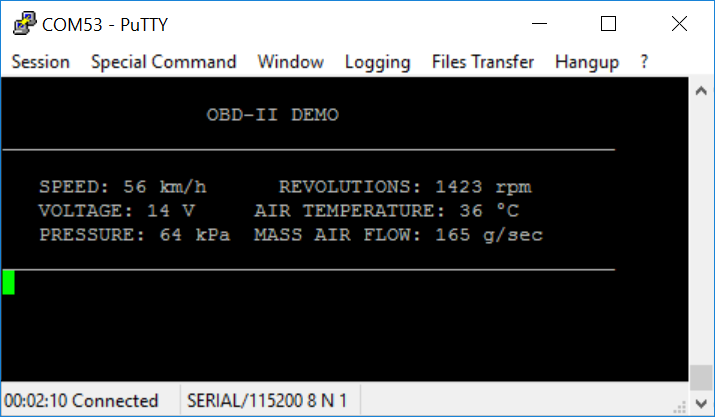 COM53 - PuTTY
Session Special Command Window Logging Files Transfer Hangup ?
OBD-II DEMO
SPEED: 56 km/h REVOLUTIONS: 1423 rpm
VOLTAGE: 14 V AIR TEMPERATURE: 36 °C
PRESSURE: 64 kPa MASS AIR FLOW: 165 g/sec
00:02:10 Connected SERIAL/115200 8 N 1